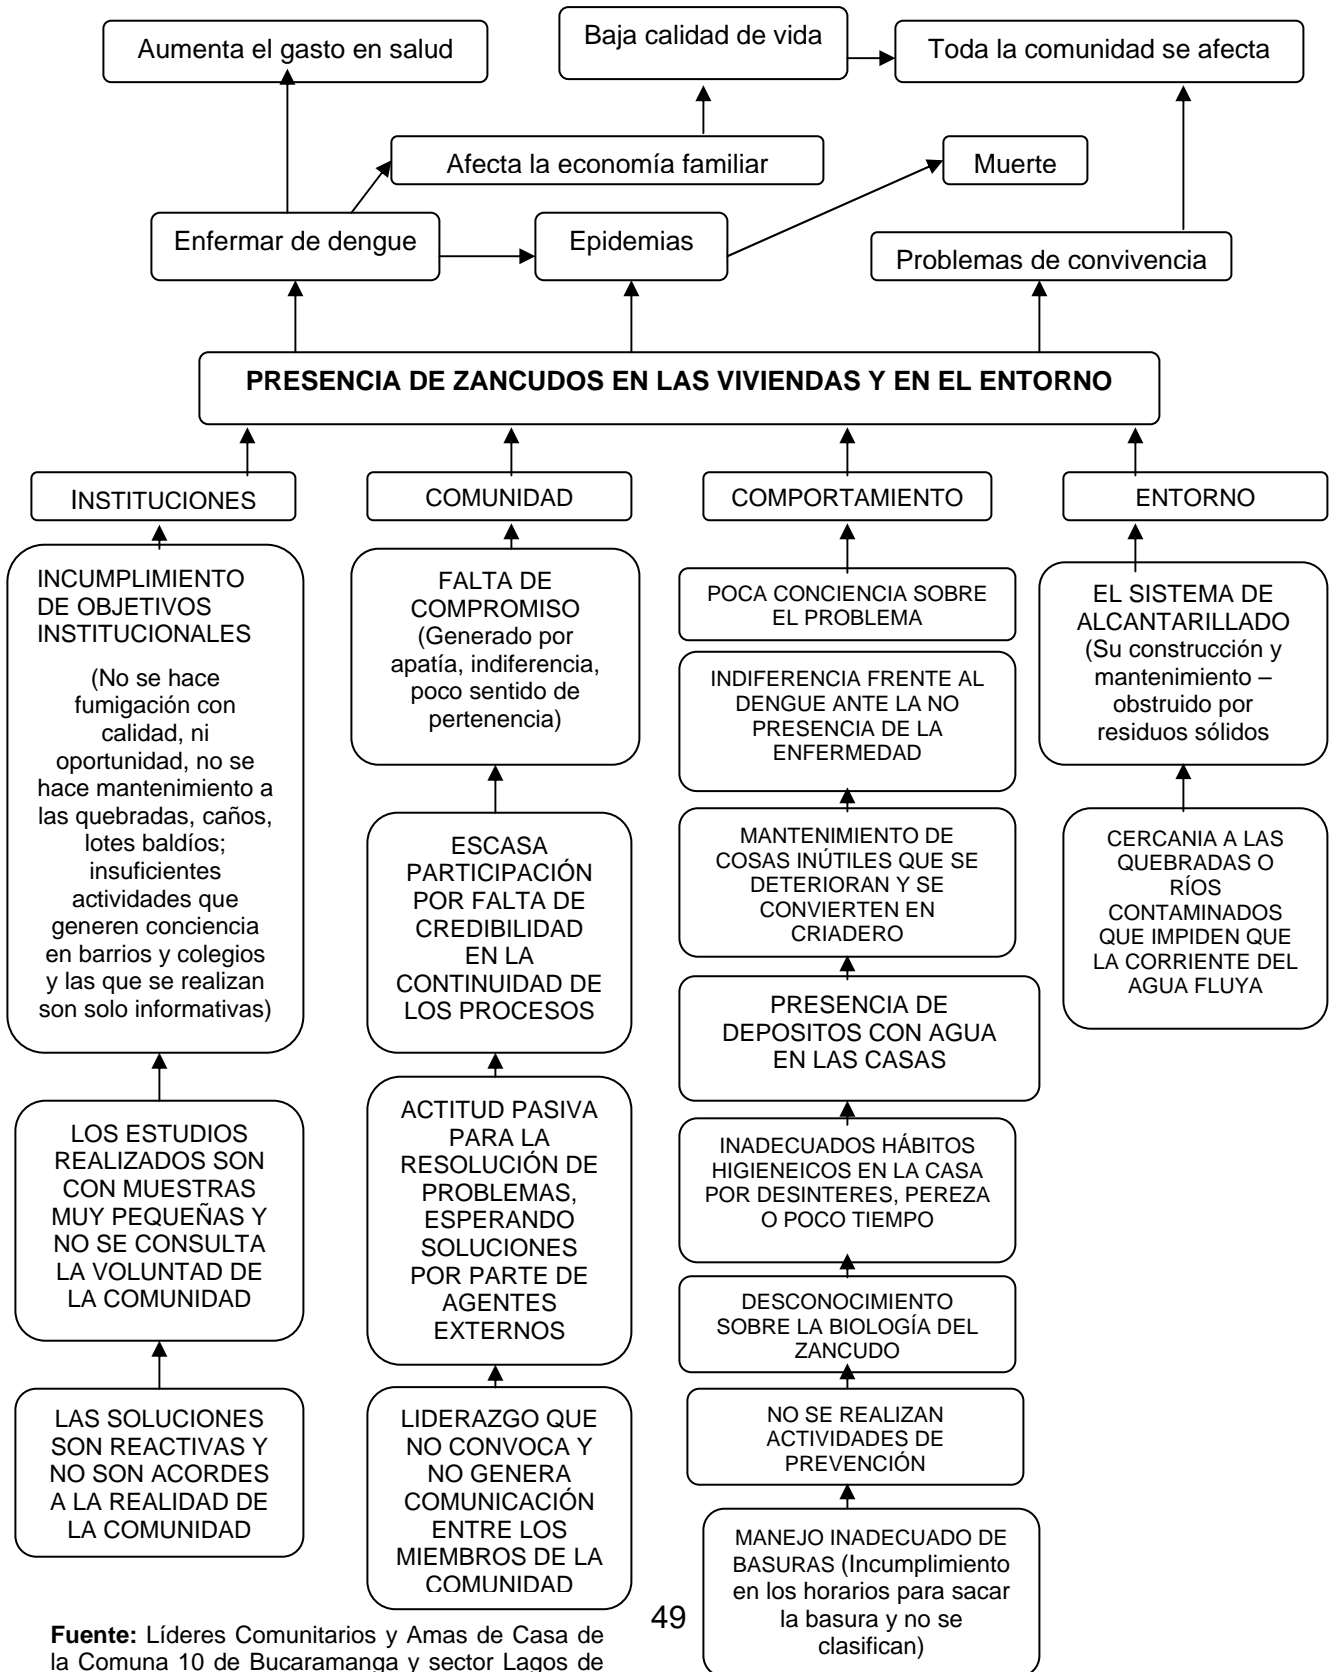 Aumenta el gasto en salud
Baja calidad de vida
Toda la comunidad se afecta
Afecta la economía familiar
Muerte
Enfermar de dengue
Epidemias
Problemas de convivencia
PRESENCIA DE ZANCUDOS EN LAS VIVIENDAS Y EN EL ENTORNO
INSTITUCIONES
INCUMPLIMIENTO
DE OBJETIVOS
INSTITUCIONALES
(No se hace
fumigación con
calidad, ni
oportunidad, no se
hace mantenimiento a
las quebradas, caños,
lotes baldíos;
insuficientes
actividades que
generen conciencia
en barrios y colegios
y las que se realizan
son solo informativas)
LOS ESTUDIOS
REALIZADOS SON
CON MUESTRAS
MUY PEQUEÑAS Y
NO SE CONSULTA
LA VOLUNTAD DE
LA COMUNIDAD
LAS SOLUCIONES
SON REACTIVAS Y
NO SON ACORDES
A LA REALIDAD DE
LA COMUNIDAD
COMUNIDAD
FALTA DE
COMPROMISO
(Generado por
apatía, indiferencia,
poco sentido de
pertenencia)
ESCASA
PARTICIPACIÓN
POR FALTA DE
CREDIBILIDAD
EN LA
CONTINUIDAD DE
LOS PROCESOS
ACTITUD PASIVA
PARA LA
RESOLUCIÓN DE
PROBLEMAS,
ESPERANDO
SOLUCIONES
POR PARTE DE
AGENTES
EXTERNOS
LIDERAZGO QUE
NO CONVOCA Y
NO GENERA
COMUNICACIÓN
ENTRE LOS
MIEMBROS DE LA
COMUNIDAD
COMPORTAMIENTO
POCA CONCIENCIA SOBRE
EL PROBLEMA
INDIFERENCIA FRENTE AL
DENGUE ANTE LA NO
PRESENCIA DE LA
ENFERMEDAD
MANTENIMIENTO DE
COSAS INÚTILES QUE SE
DETERIORAN Y SE
CONVIERTEN EN
CRIADERO
PRESENCIA DE
DEPOSITOS CON AGUA
EN LAS CASAS
INADECUADOS HÁBITOS
HIGIENEICOS EN LA CASA
POR DESINTERES, PEREZA
O POCO TIEMPO
DESCONOCIMIENTO
SOBRE LA BIOLOGÍA DEL
ZANCUDO
NO SE REALIZAN
ACTIVIDADES DE
PREVENCIÓN
MANEJO INADECUADO DE
BASURAS (Incumplimiento
en los horarios para sacar
la basura y no se
clasifican)
ENTORNO
EL SISTEMA DE
ALCANTARILLADO
(Su construcción y
mantenimiento –
obstruido por
residuos sólidos
CERCANIA A LAS
QUEBRADAS O
RÍOS
CONTAMINADOS
QUE IMPIDEN QUE
LA CORRIENTE DEL
AGUA FLUYA
49
Fuente: Líderes Comunitarios y Amas de Casa de
la Comuna 10 de Bucaramanga y sector Lagos de